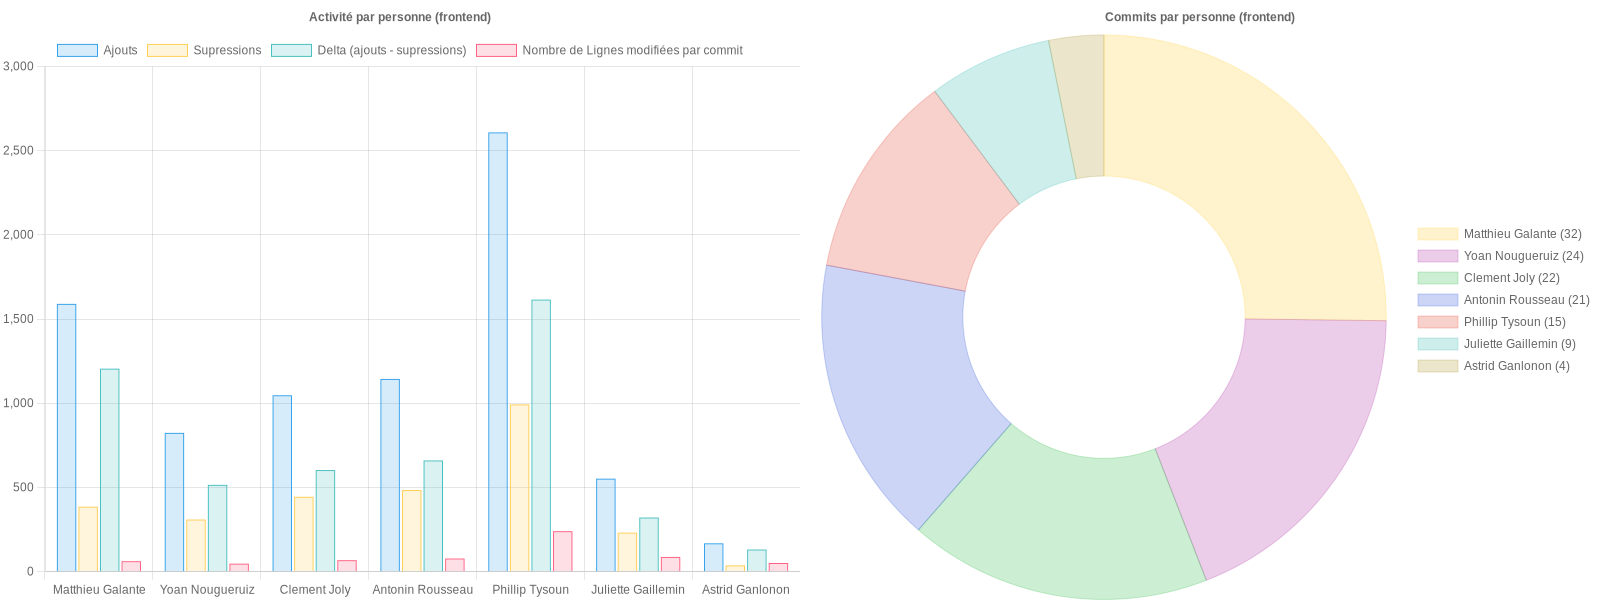 Activité par personne (frontend)
Ajouts Supressions Delta (ajouts - supressions) Nombre de Lignes modifiées par commit
3,000
2,500
2,000
1,500
1,000
500
0
Matthieu Galante Yoan Nougueruiz Clement Joly Antonin Rousseau Phillip Tysoun Juliette Gaillemin Astrid Ganlonon
Commits par personne (frontend)
Matthieu Galante (32)
Yoan Nougueruiz (24)
Clement Joly (22)
Antonin Rousseau (21)
Phillip Tysoun (15)
Juliette Gaillemin (9)
Astrid Ganlonon (4)